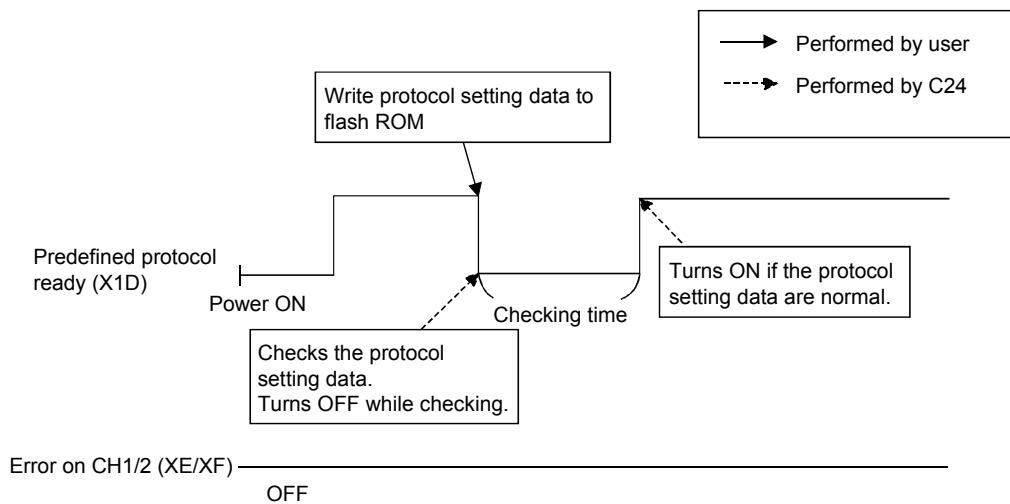 Performed by user
Performed by C24
Write protocol setting data to
flash ROM
Predefined protocol
ready (X1D)
Power ON
Checking time
Turns ON if the protocol
setting data are normal.
Checks the protocol
setting data.
Turns OFF while checking.
Error on CH1/2 (XE/XF)
OFF